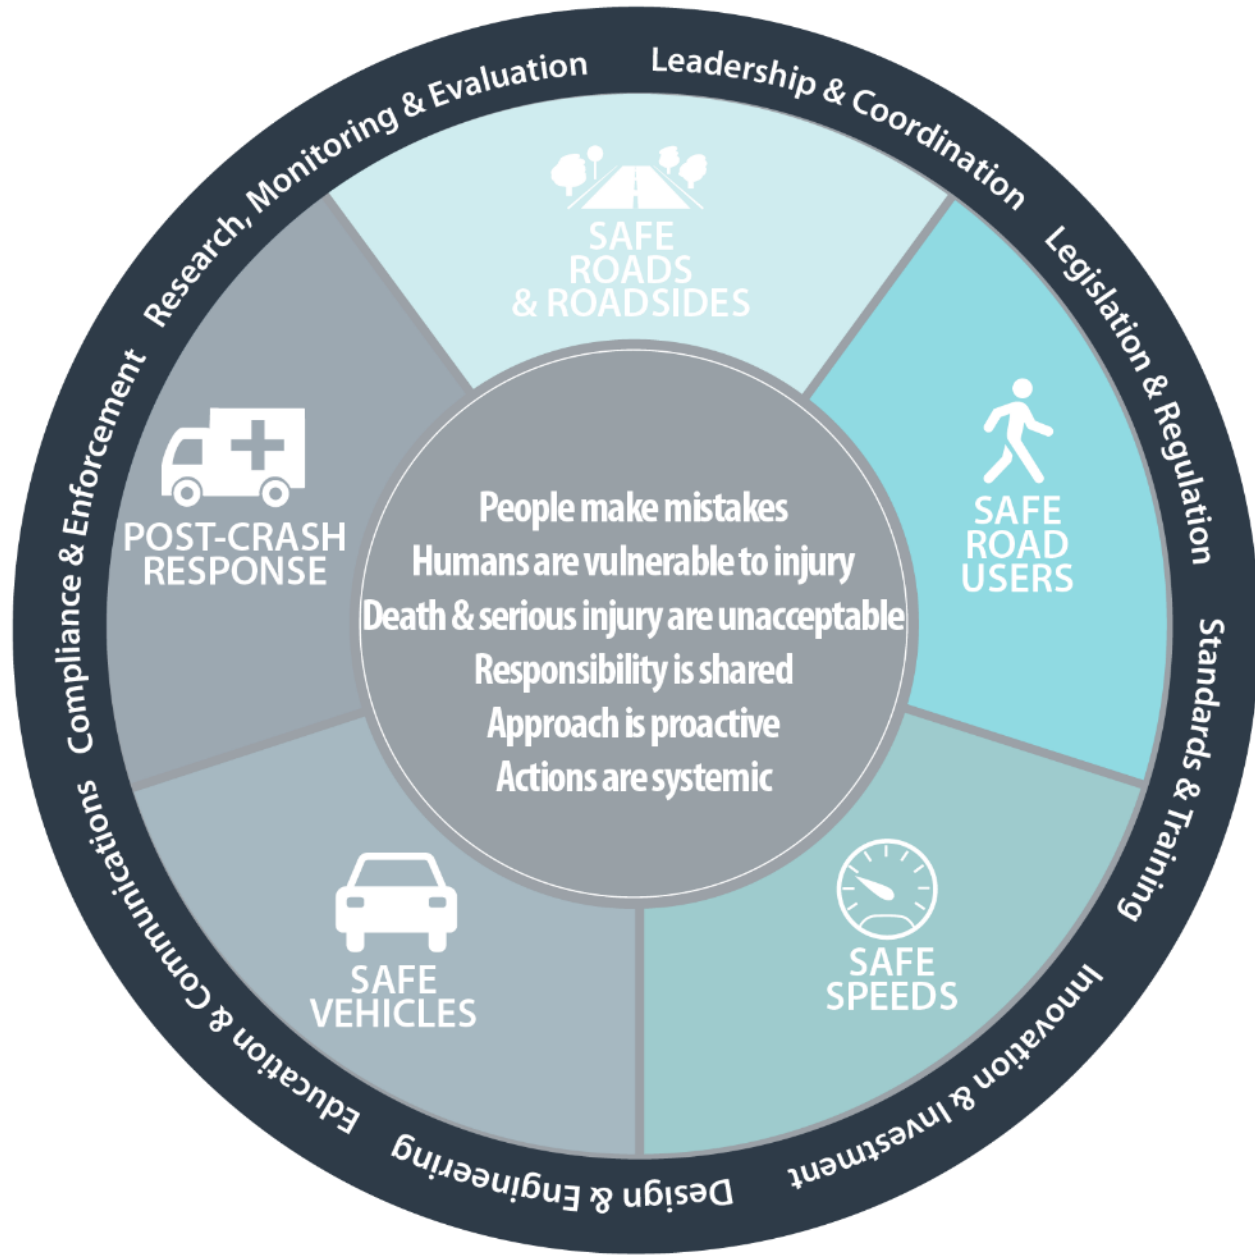 Leadership & Coordination
Legislation & Regulation
Standards & Training
Innovation & Investment
Design & Engineering
Education & Communications
Compliance & Enforcement
Research, Monitoring & Evaluation
SAFE
ROADS
& ROADSIDES
SAFE
ROAD
USERS
SAFE
SPEEDS
SAFE
VEHICLES
POST-CRASH
RESPONSE
People make mistakes
Humans are vulnerable to injury
Death & serious injury are unacceptable
Responsibility is shared
Approach is proactive
Actions are systemic